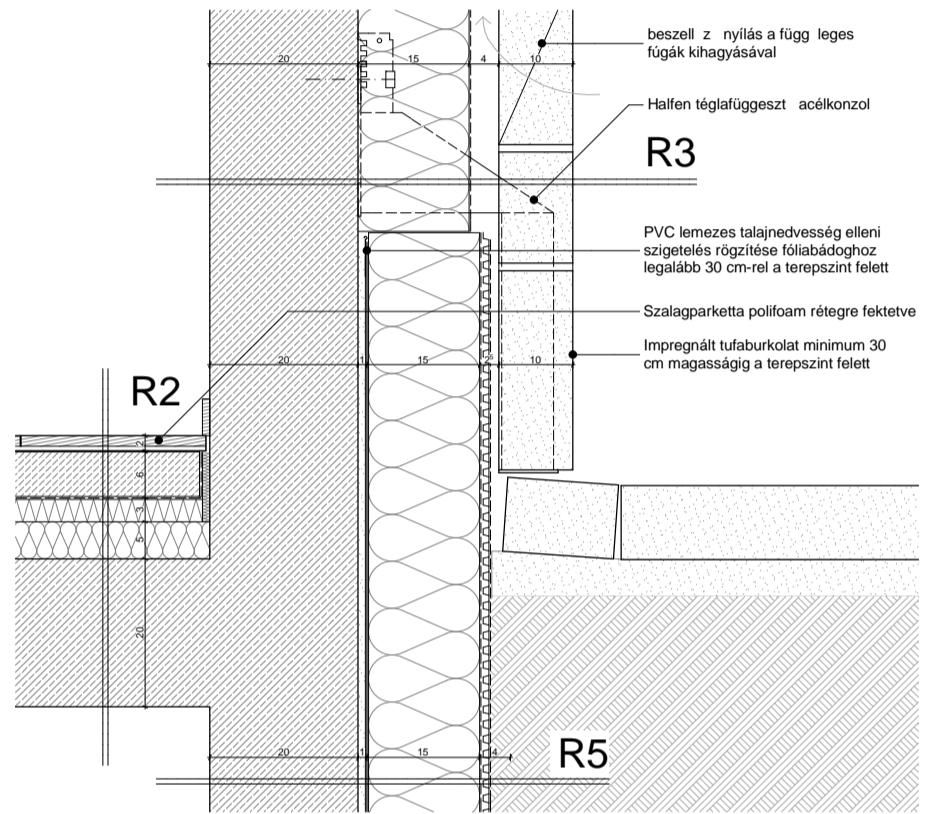 beszell z nyílás a függ leges
fúgák kihagyásával
20
15
4
10
Halfen téglafüggeszt acélkonzol
R3
PVC lemezes talajnedvesség elleni
szigetelés rögzítése fóliabádoghoz
legalább 30 cm-rel a terepszint felett
Szalagparketta polifoam rétegre fektetve
Impregnált tufaburkolat minimum 30
cm magasságig a terepszint felett
20
1
15
10
R2
2
6
3
5
20
R5
20
1
15
4